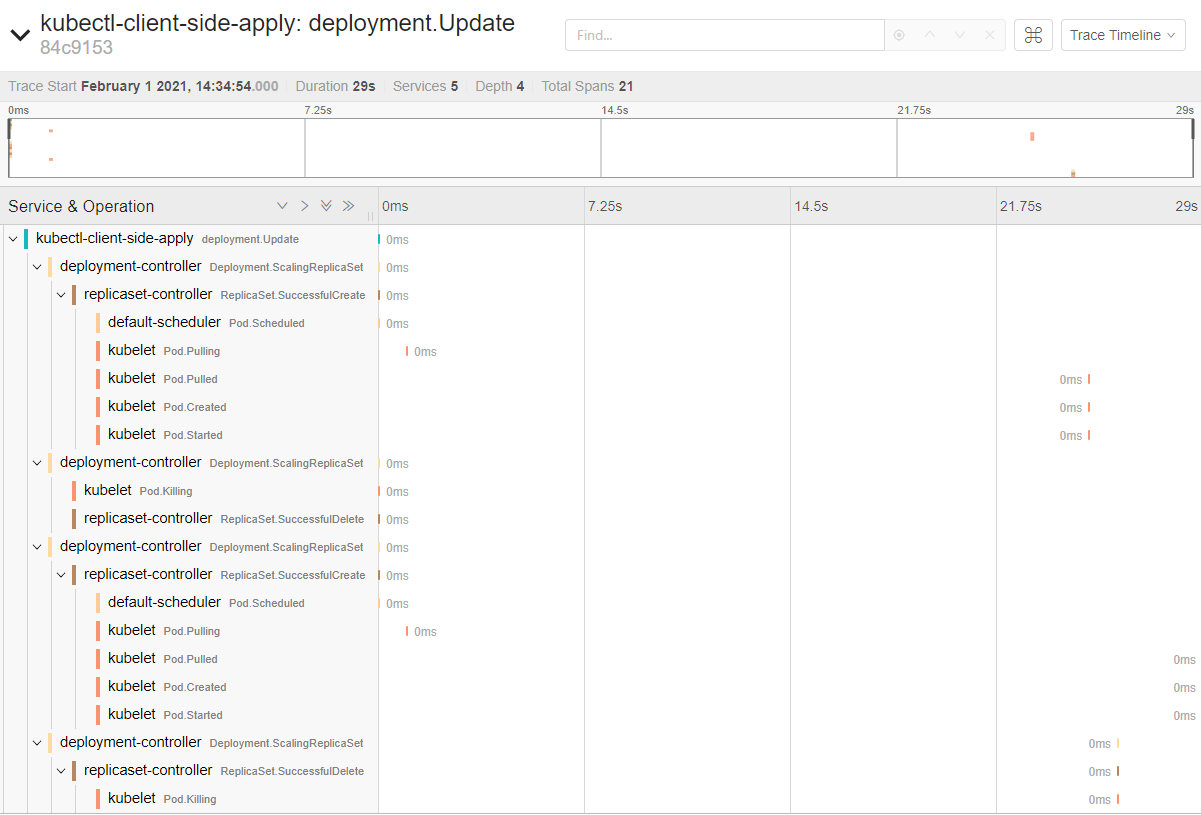 kubectl-client-side-apply: deployment.Update
84c9153
Find...
Trace Timeline
Trace Start February 1 2021, 14:34:54.000 Duration 29s Services 5 Depth 4 Total Spans 21
0ms 7.25s 14.5s 21.75s 29s
Service & Operation 0ms 7.25s 14.5s 21.75s 29s
kubectl-client-side-apply deployment.Update 0ms
deployment-controller Deployment.ScalingReplicaSet 0ms
replicaset-controller ReplicaSet.SuccessfulCreate 0ms
default-scheduler Pod.Scheduled 0ms
kubelet Pod.Pulling 0ms
kubelet Pod.Pulled 0ms
kubelet Pod.Created 0ms
kubelet Pod.Started 0ms
deployment-controller Deployment.ScalingReplicaSet 0ms
kubelet Pod.Killing 0ms
replicaset-controller ReplicaSet.SuccessfulDelete 0ms
deployment-controller Deployment.ScalingReplicaSet 0ms
replicaset-controller ReplicaSet.SuccessfulCreate 0ms
default-scheduler Pod.Scheduled 0ms
kubelet Pod.Pulling 0ms
kubelet Pod.Pulled 0ms
kubelet Pod.Created 0ms
kubelet Pod.Started 0ms
deployment-controller Deployment.ScalingReplicaSet 0ms
replicaset-controller ReplicaSet.SuccessfulDelete 0ms
kubelet Pod.Killing 0ms